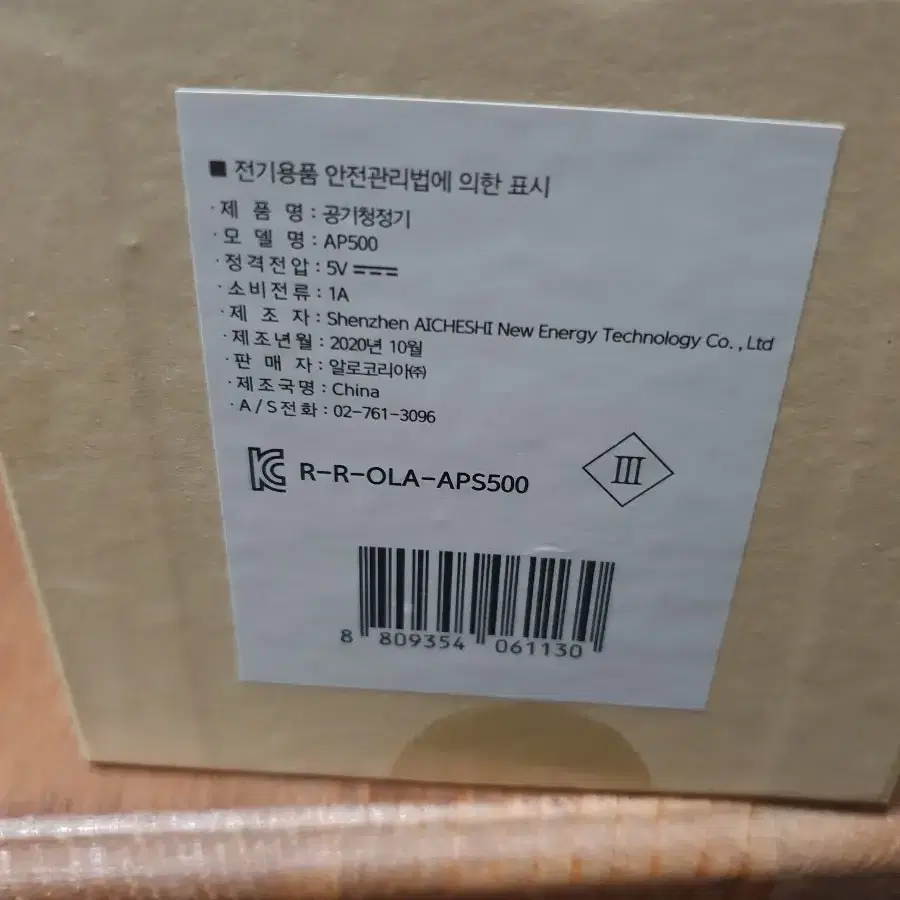 ■ 전기용품 안전관리법에 의한 표시
· 제 품 명 : 공기청정기
· 모 델 명 : AP500
· 정격전압 : 5V ⎓
· 소비전류 : 1A
· 제 조 자 : Shenzhen AICHESHI New Energy Technology Co., Ltd
· 제조년월 : 2020년 10월
· 판 매 자 : 알로코리아㈜
· 제조국명 : China
· A/S전화 : 02-761-3096
KC R-R-OLA-APS500
III
8 809354 061130